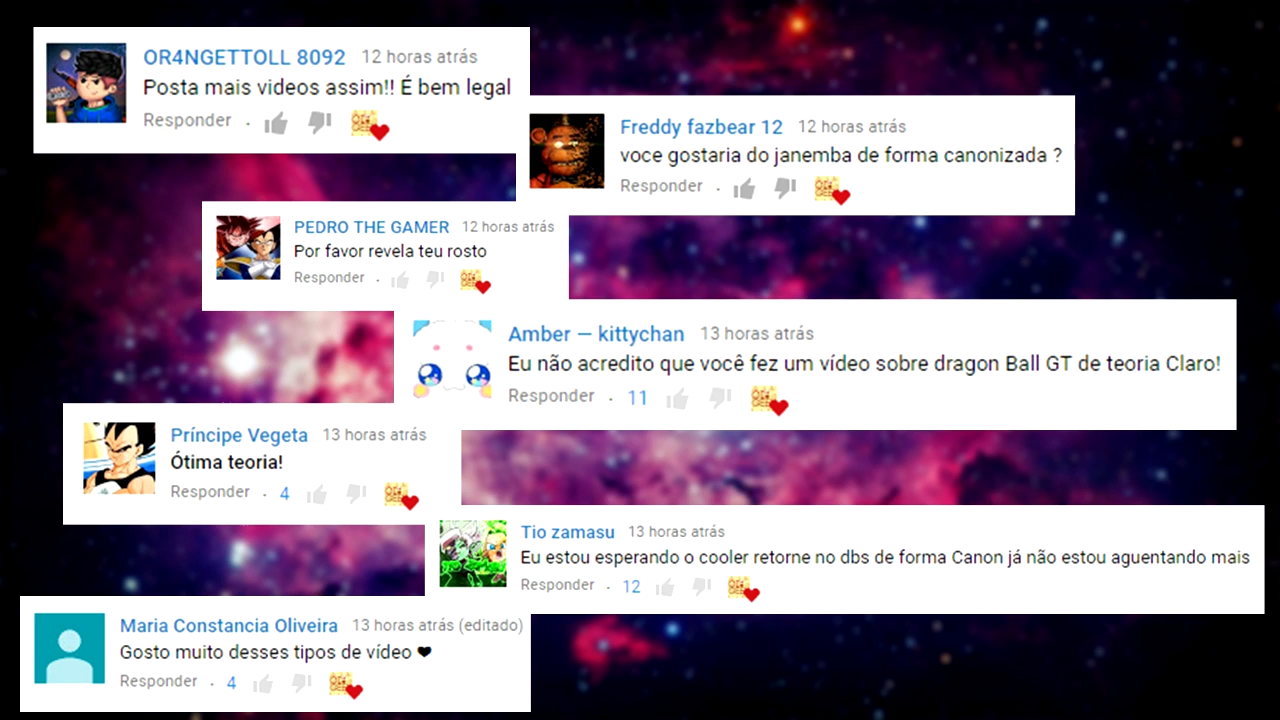 OR4NGETTOLL 8092 12 horas atrás
Posta mais videos assim!! É bem legal
Responder ·
Freddy fazbear 12 12 horas atrás
voce gostaria do janemba de forma canonizada ?
Responder ·
PEDRO THE GAMER 12 horas atrás
Por favor revela teu rosto
Responder ·
Amber — kittychan 13 horas atrás
Eu não acredito que você fez um vídeo sobre dragon Ball GT de teoria Claro!
Responder · 11
Príncipe Vegeta 13 horas atrás
Ótima teoria!
Responder · 4
Tio zamasu 13 horas atrás
Eu estou esperando o cooler retorne no dbs de forma Canon já não estou aguentando mais
Responder · 12
Maria Constancia Oliveira 13 horas atrás (editado)
Gosto muito desses tipos de vídeo ❤
Responder · 4